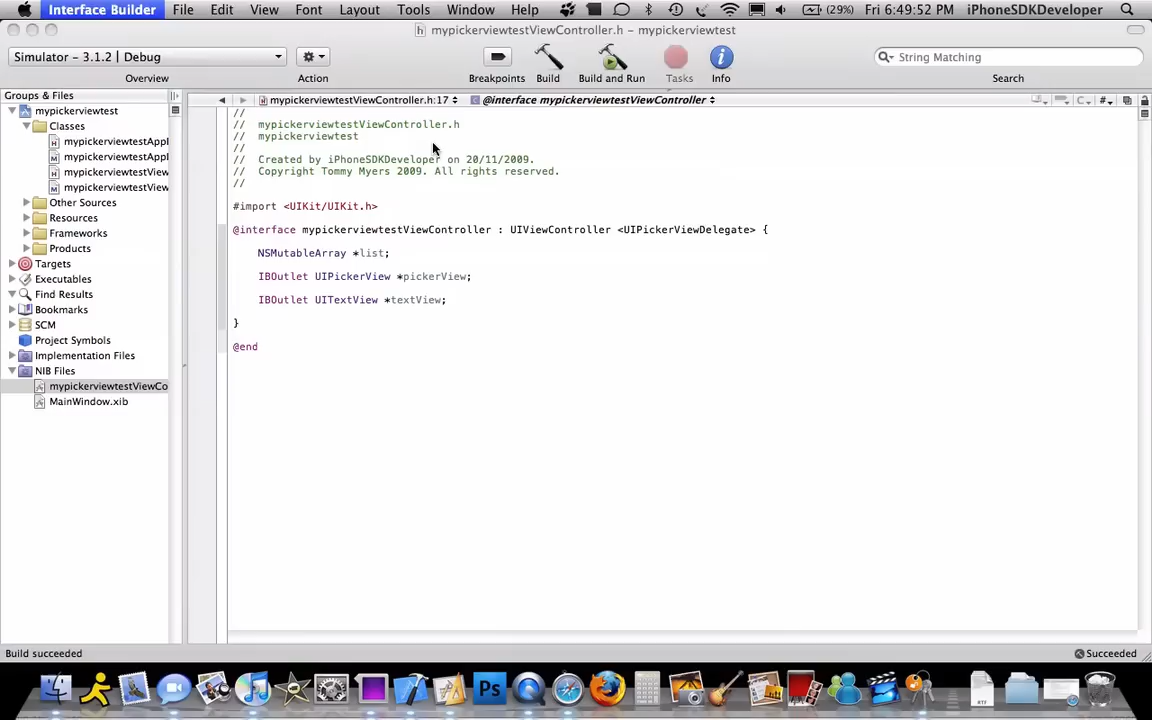 Interface Builder File Edit View Font Layout Tools Window Help (29%) Fri 6:49:52 PM iPhoneSDKDeveloper
mypickerviewtestViewController.h – mypickerviewtest
Simulator - 3.1.2 | Debug
Overview Action Breakpoints Build Build and Run Tasks Info String Matching Search
Groups & Files
mypickerviewtestViewController.h:17 @interface mypickerviewtestViewController
mypickerviewtest
Classes
mypickerviewtestAppl
mypickerviewtestAppl
mypickerviewtestView
mypickerviewtestView
Other Sources
Resources
Frameworks
Products
Targets
Executables
Find Results
Bookmarks
SCM
Project Symbols
Implementation Files
NIB Files
mypickerviewtestViewCo
MainWindow.xib
//
// mypickerviewtestViewController.h
// mypickerviewtest
//
// Created by iPhoneSDKDeveloper on 20/11/2009.
// Copyright Tommy Myers 2009. All rights reserved.
//
#import <UIKit/UIKit.h>
@interface mypickerviewtestViewController : UIViewController <UIPickerViewDelegate> {
NSMutableArray *list;
IBOutlet UIPickerView *pickerView;
IBOutlet UITextView *textView;
}
@end
Build succeeded
Succeeded
Ps